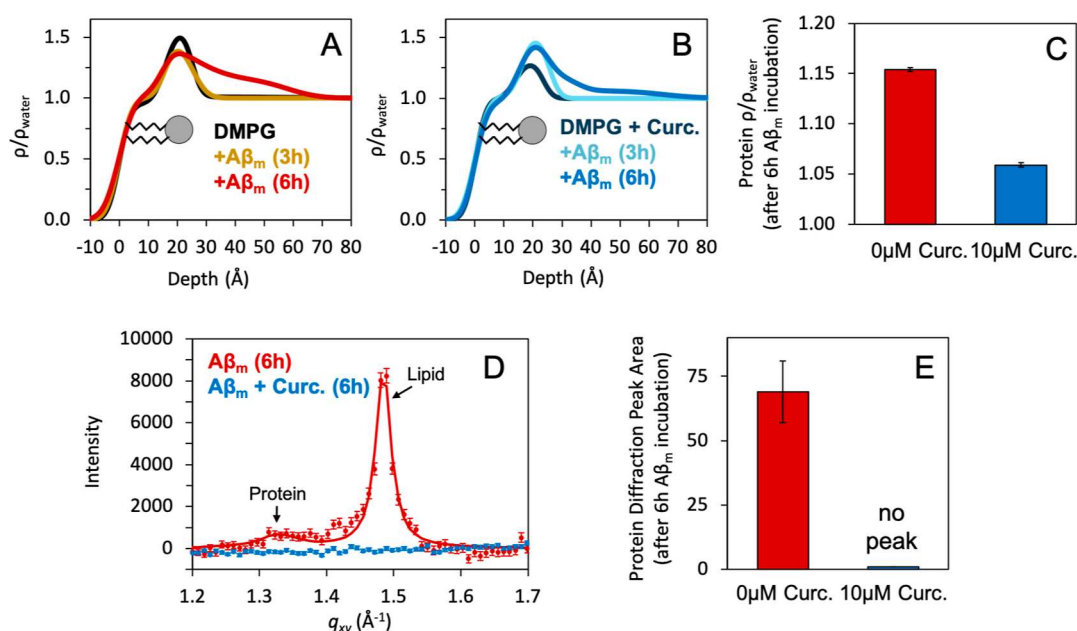 A
ρ/ρwater
1.5
1.0
0.5
0.0
DMPG
+Aβm (3h)
+Aβm (6h)
-10 0 10 20 30 40 50 60 70 80
Depth (Å)
B
ρ/ρwater
1.5
1.0
0.5
0.0
DMPG + Curc.
+Aβm (3h)
+Aβm (6h)
-10 0 10 20 30 40 50 60 70 80
Depth (Å)
C
Protein ρ/ρwater
(after 6h Aβm incubation)
1.20
1.15
1.10
1.05
1.00
0µM Curc. 10µM Curc.
D
Intensity
10000
8000
6000
4000
2000
0
Aβm (6h)
Aβm + Curc. (6h)
Lipid
Protein
1.2 1.3 1.4 1.5 1.6 1.7
qxy (Å-1)
E
Protein Diffraction Peak Area
(after 6h Aβm incubation)
75
50
25
0
no
peak
0µM Curc. 10µM Curc.